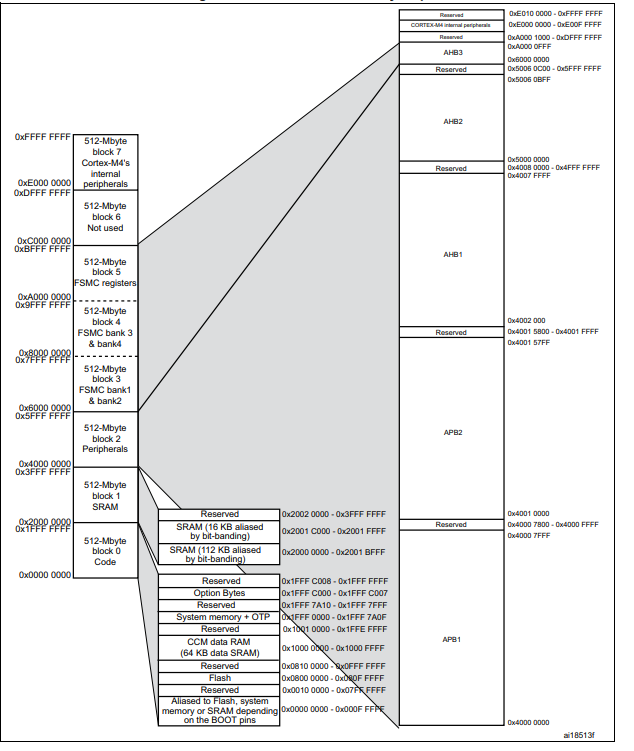 Reserved
0xE010 0000 - 0xFFFF FFFF
CORTEX-M4 internal peripherals
0xE000 0000 - 0xE00F FFFF
Reserved
0xA000 1000 - 0xDFFF FFFF
0xA000 0FFF
AHB3
0x6000 0000
Reserved
0x5006 0C00 - 0x5FFF FFFF
0x5006 0BFF
AHB2
0x5000 0000
Reserved
0x4008 0000 - 0x4FFF FFFF
0x4007 FFFF
AHB1
0x4002 000
Reserved
0x4001 5800 - 0x4001 FFFF
0x4001 57FF
APB2
0x4001 0000
Reserved
0x4000 7800 - 0x4000 FFFF
0x4000 7FFF
APB1
0x4000 0000
0xFFFF FFFF
512-Mbyte
block 7
Cortex-M4's
internal
peripherals
0xE000 0000
0xDFFF FFFF
512-Mbyte
block 6
Not used
0xC000 0000
0xBFFF FFFF
512-Mbyte
block 5
FSMC registers
0xA000 0000
0x9FFF FFFF
512-Mbyte
block 4
FSMC bank 3
& bank4
0x8000 0000
0x7FFF FFFF
512-Mbyte
block 3
FSMC bank1
& bank2
0x6000 0000
0x5FFF FFFF
512-Mbyte
block 2
Peripherals
0x4000 0000
0x3FFF FFFF
512-Mbyte
block 1
SRAM
0x2000 0000
0x1FFF FFFF
512-Mbyte
block 0
Code
0x0000 0000
Reserved
0x2002 0000 - 0x3FFF FFFF
SRAM (16 KB aliased
by bit-banding)
0x2001 C000 - 0x2001 FFFF
SRAM (112 KB aliased
by bit-banding)
0x2000 0000 - 0x2001 BFFF
Reserved
0x1FFF C008 - 0x1FFF FFFF
Option Bytes
0x1FFF C000 - 0x1FFF C007
Reserved
0x1FFF 7A10 - 0x1FFF 7FFF
System memory + OTP
0x1FFF 0000 - 0x1FFF 7A0F
Reserved
0x1001 0000 - 0x1FFE FFFF
CCM data RAM
(64 KB data SRAM)
0x1000 0000 - 0x1000 FFFF
Reserved
0x0810 0000 - 0x0FFF FFFF
Flash
0x0800 0000 - 0x080F FFFF
Reserved
0x0010 0000 - 0x07FF FFFF
Aliased to Flash, system
memory or SRAM depending
on the BOOT pins
0x0000 0000 - 0x000F FFFF
ai18513f